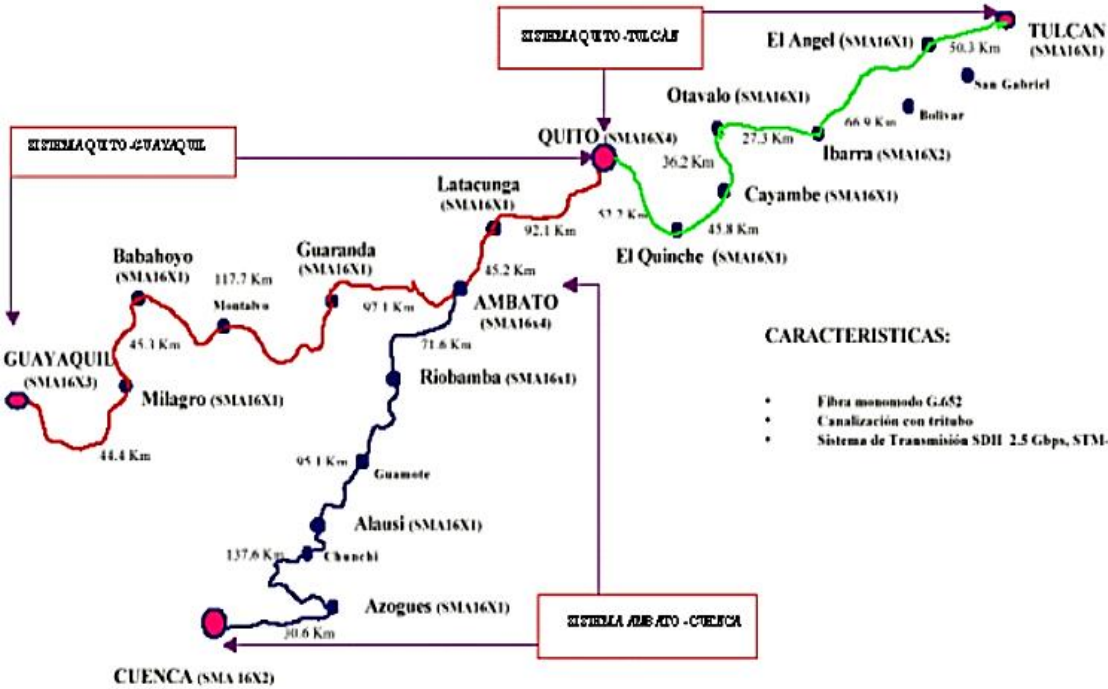 SISTEMA QUITO -TULCÁN
El Angel (SMA16X1)
TULCAN
(SMA16X1)
50.3 Km
San Gabriel
Bolivar
Otavalo (SMA16X1)
66.9 Km
QUITO (SMA16X4)
27.3 Km
Ibarra (SMA16X2)
36.2 Km
Cayambe (SMA16X1)
45.8 Km
El Quinche (SMA16X1)
SISTEMA QUITO -GUAYAQUIL
Latacunga
(SMA16X1)
92.1 Km
Babahoyo
(SMA16X1)
117.7 Km
Guaranda
(SMA16X1)
45.2 Km
Montalvo
97.1 Km
AMBATO
(SMA16x4)
45.3 Km
GUAYAQUIL
(SMA16X3)
Milagro (SMA16X1)
44.4 Km
71.6 Km
Riobamba (SMA16x1)
95.1 Km
Guamote
Alausi (SMA16X1)
137.6 Km
Chunchi
Azogues (SMA16X1)
30.6 Km
CUENCA (SMA 16X2)
SISTEMA AMBATO -CUENCA
CARACTERISTICAS:
• Fibra monomodo G.652
• Canalización con tritubo
• Sistema de Transmisión SDH 2.5 Gbps, STM-